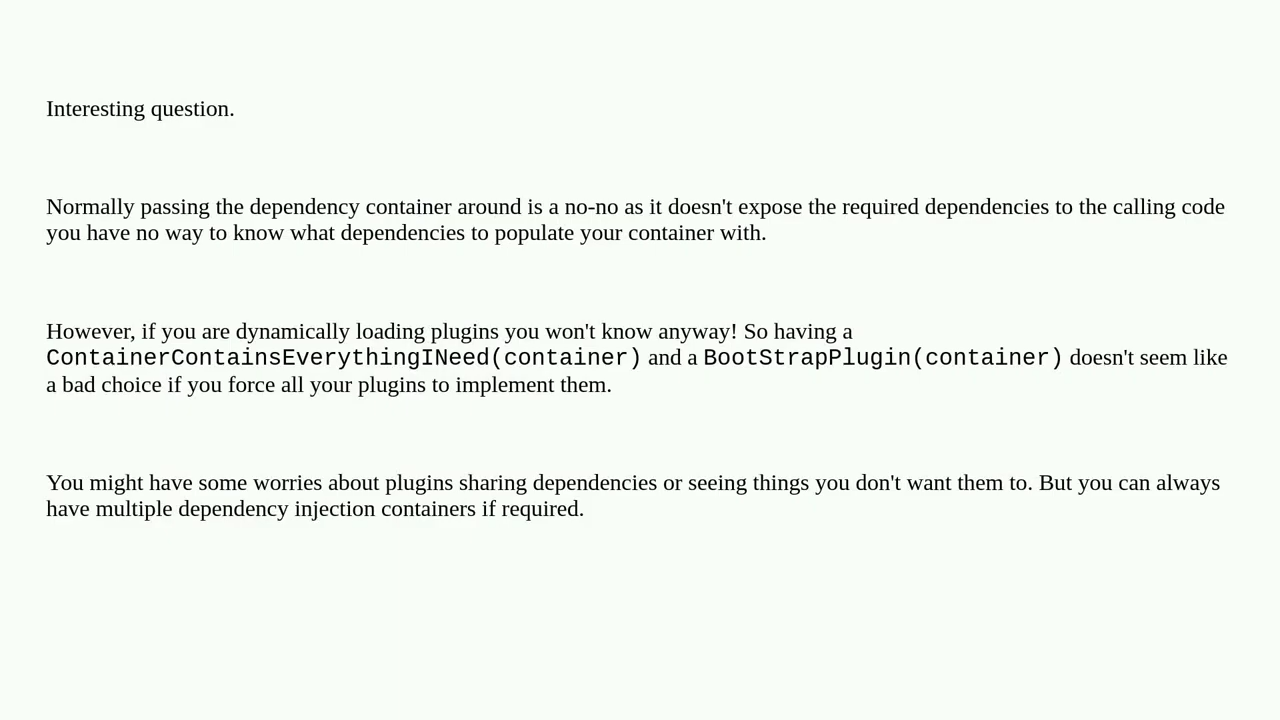 Interesting question.
Normally passing the dependency container around is a no-no as it doesn't expose the required dependencies to the calling code
you have no way to know what dependencies to populate your container with.
However, if you are dynamically loading plugins you won't know anyway! So having a
ContainerContainsEverythingINeed(container) and a BootStrapPlugin(container) doesn't seem like
a bad choice if you force all your plugins to implement them.
You might have some worries about plugins sharing dependencies or seeing things you don't want them to. But you can always
have multiple dependency injection containers if required.